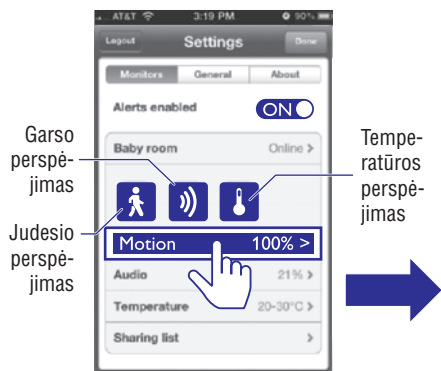 AT&T 3:19 PM 90%
Logout Settings Done
Monitors General About
Alerts enabled ON
Baby room Online >
Garso
perspė-
jimas
Tempe-
ratūros
perspė-
jimas
Judesio
perspė-
jimas
Motion 100% >
Audio 21% >
Temperature 20-30°C >
Sharing list >